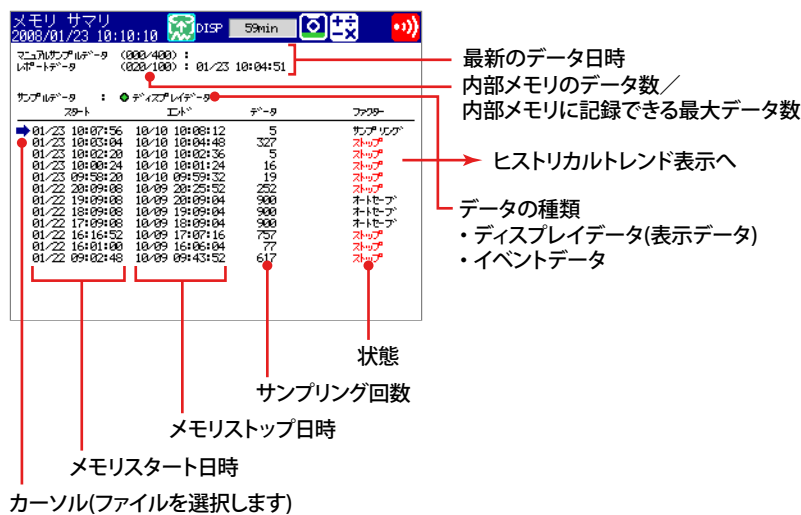 メモリ サマリ
2008/01/23 10:10:10 DISP 59min
マニュアルサンプルデータ (000/400) :
レポートデータ (020/100) : 01/23 10:04:51
サンプルデータ : ディスプレイデータ
スタート エンド データ ファクター
01/23 10:07:56 10/10 10:08:12 5 サンプリング
01/23 10:03:04 10/10 10:04:48 327 ストップ
01/23 10:02:20 10/10 10:02:36 5 ストップ
01/23 10:00:24 10/10 10:01:24 16 ストップ
01/23 09:58:20 10/10 09:59:32 19 ストップ
01/22 20:09:08 10/09 20:25:52 252 ストップ
01/22 19:09:08 10/09 20:09:04 900 オートセーブ
01/22 18:09:08 10/09 19:09:04 900 オートセーブ
01/22 17:09:08 10/09 18:09:04 900 オートセーブ
01/22 16:16:52 10/09 17:07:16 757 ストップ
01/22 16:01:00 10/09 16:06:04 77 ストップ
01/22 09:02:48 10/09 09:43:52 617 ストップ
最新のデータ日時
内部メモリのデータ数／
内部メモリに記録できる最大データ数
ヒストリカルトレンド表示へ
データの種類
・ディスプレイデータ(表示データ)
・イベントデータ
状態
サンプリング回数
メモリストップ日時
メモリスタート日時
カーソル(ファイルを選択します)